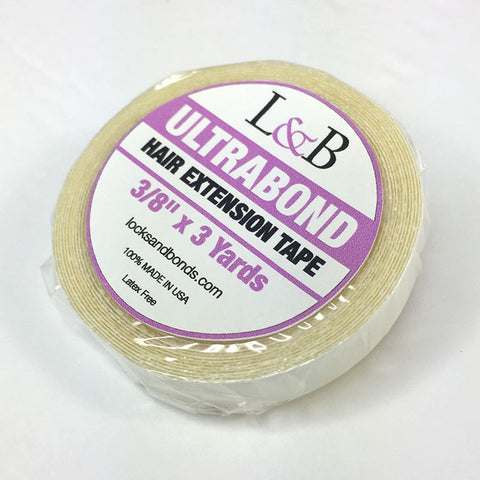 L&B
ULTRABOND
HAIR EXTENSION TAPE
3/8" x 3 Yards
locksandbonds.com
100% MADE IN USA
Latex Free